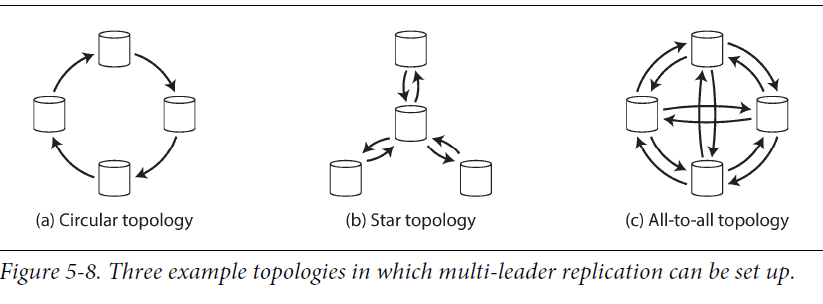 (a) Circular topology
(b) Star topology
(c) All-to-all topology
Figure 5-8. Three example topologies in which multi-leader replication can be set up.